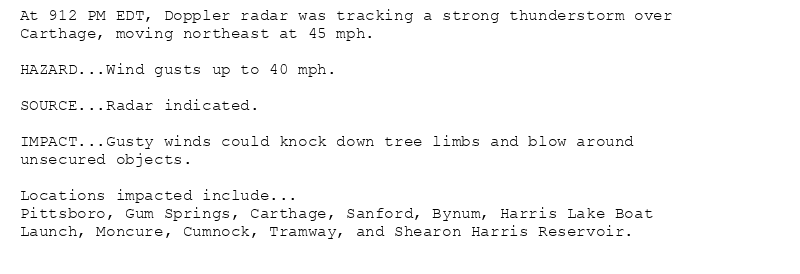 At 912 PM EDT, Doppler radar was tracking a strong thunderstorm over
Carthage, moving northeast at 45 mph.
HAZARD...Wind gusts up to 40 mph.
SOURCE...Radar indicated.
IMPACT...Gusty winds could knock down tree limbs and blow around
unsecured objects.
Locations impacted include...
Pittsboro, Gum Springs, Carthage, Sanford, Bynum, Harris Lake Boat
Launch, Moncure, Cumnock, Tramway, and Shearon Harris Reservoir.